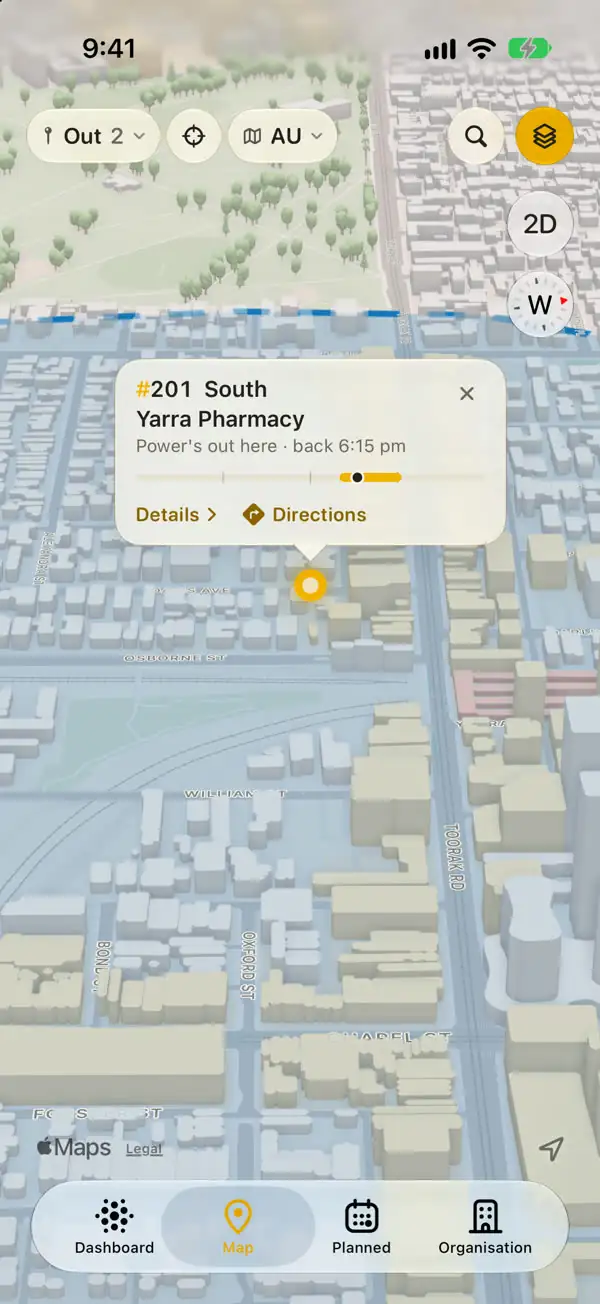 9:41
Out 2
AU
2D
W
#201 South
Yarra Pharmacy
Power's out here · back 6:15 pm
Details
Directions
OSBORNE ST
TOORAK RD
BOND ST
OXFORD ST
CHAPEL ST
Maps Legal
Dashboard
Map
Planned
Organisation